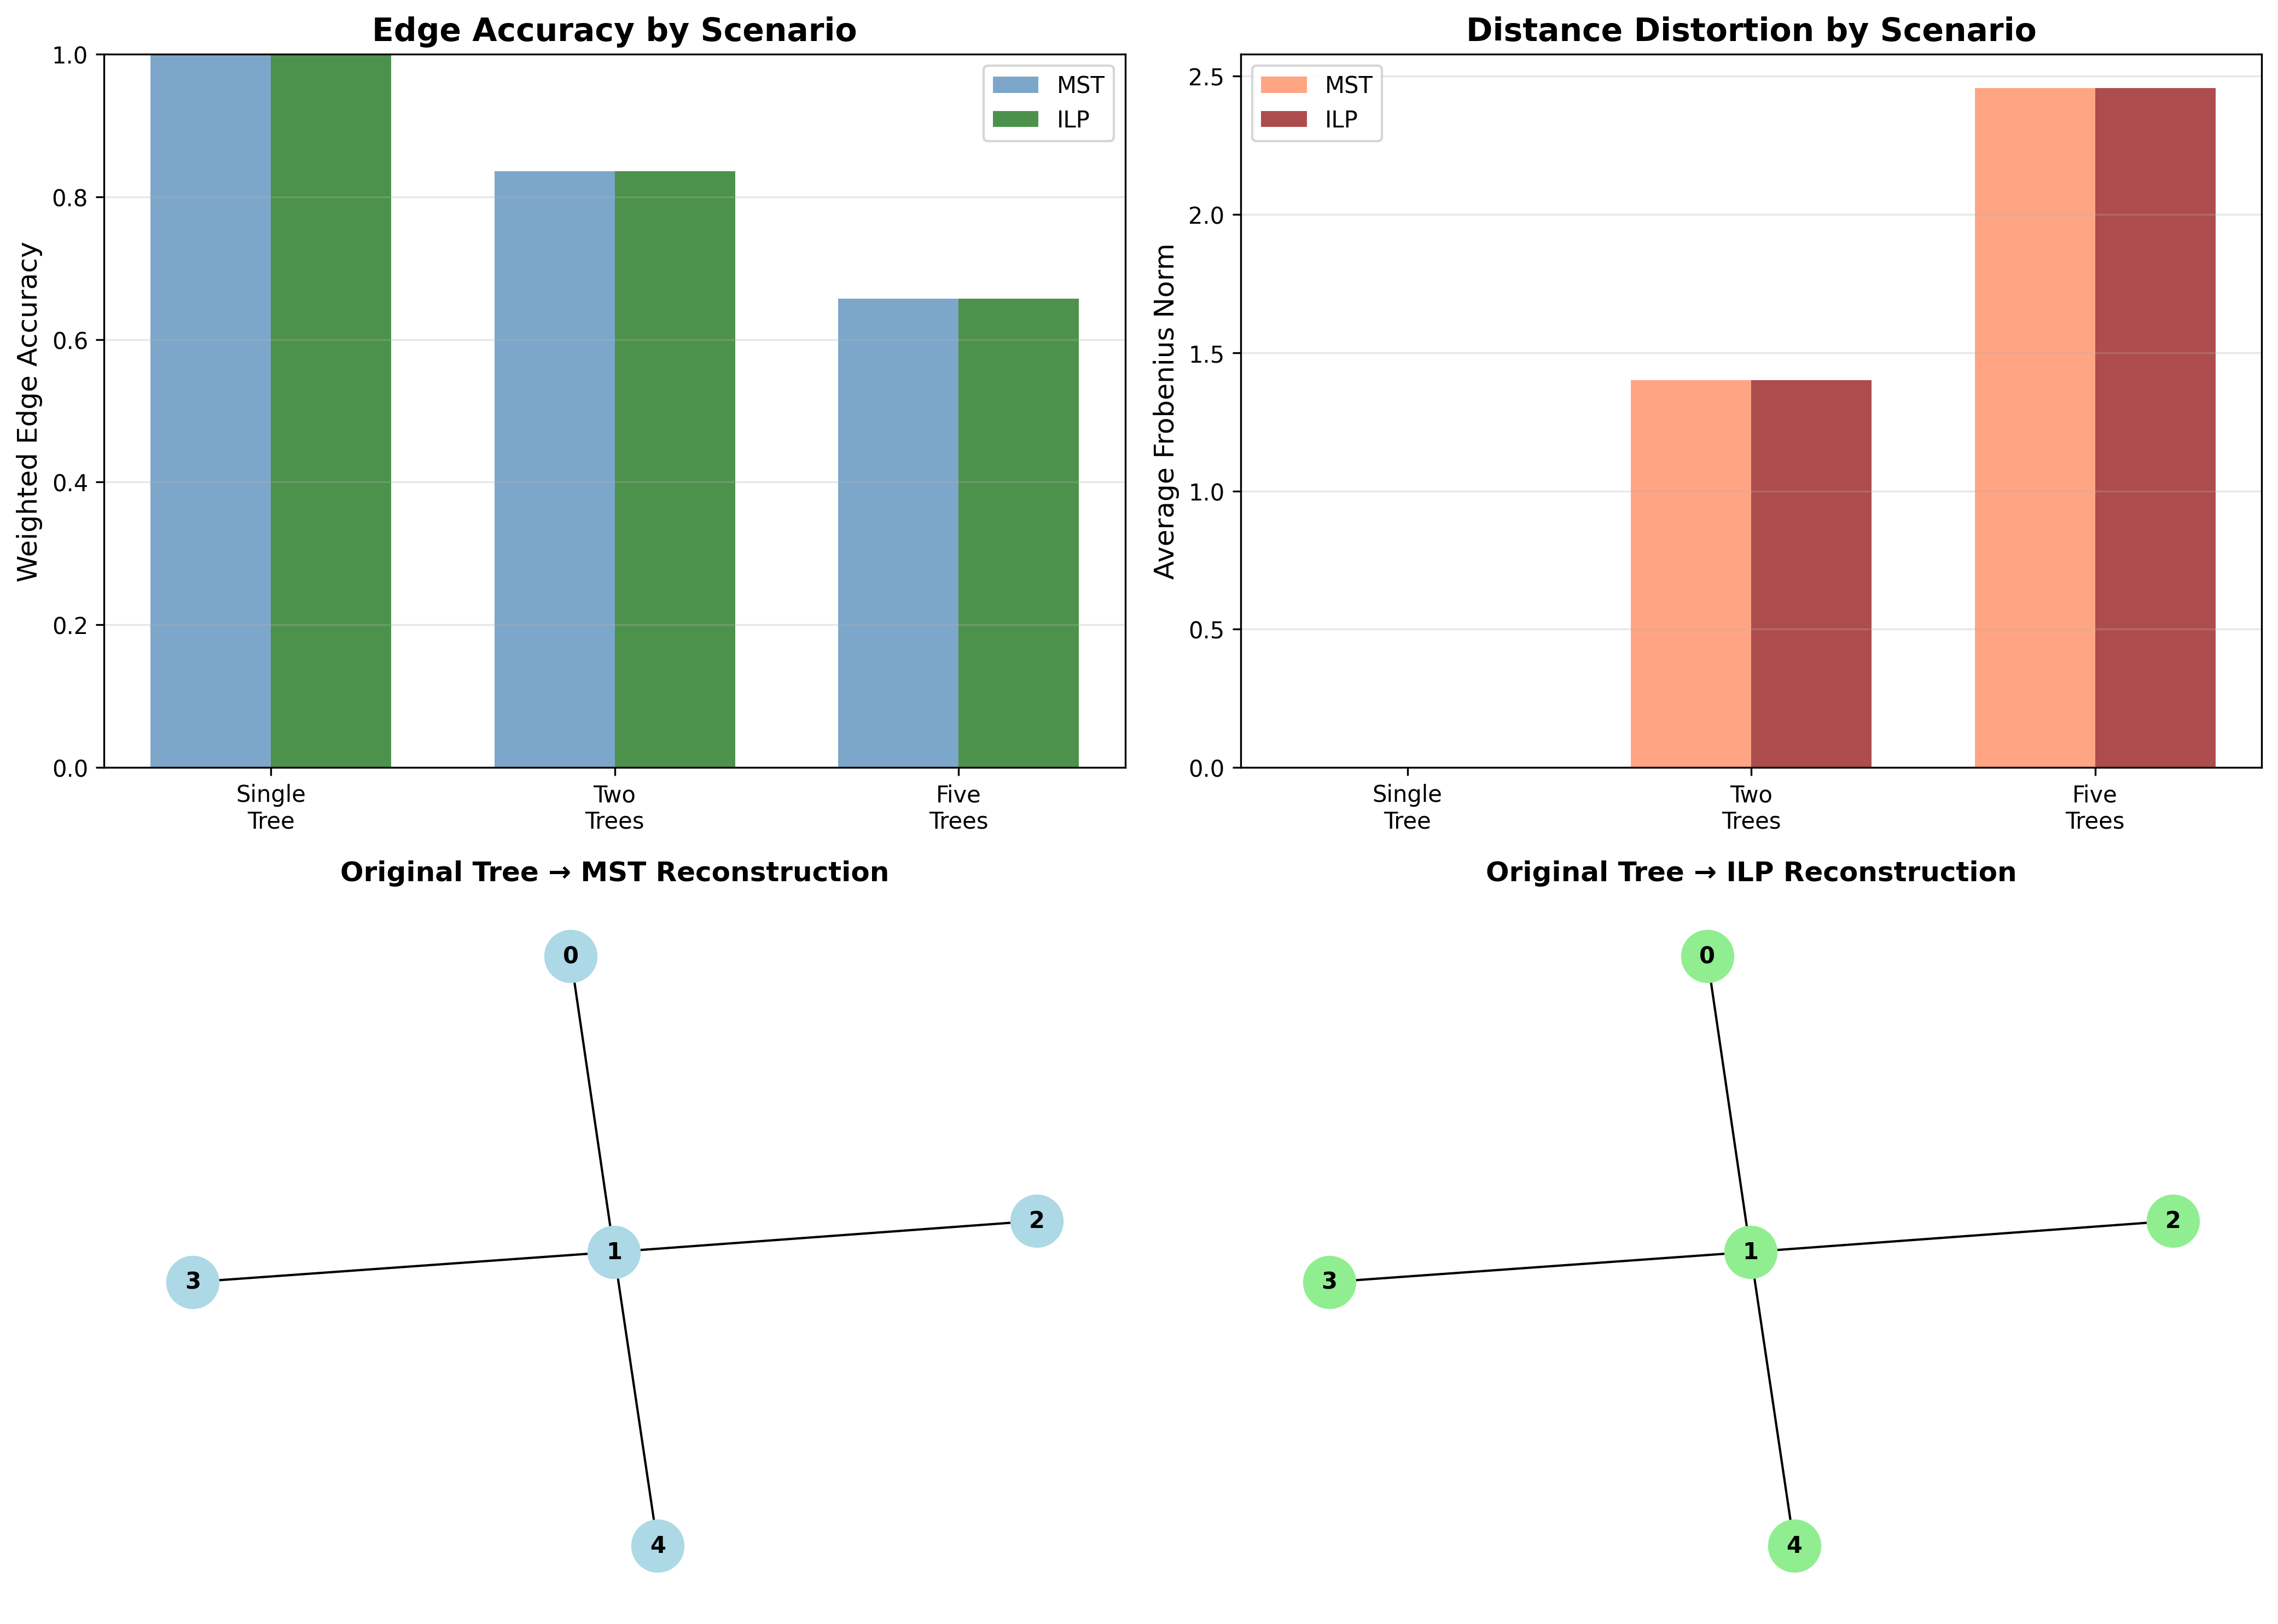 Edge Accuracy by Scenario
Weighted Edge Accuracy
1.0
0.8
0.6
0.4
0.2
0.0
MST
ILP
Single
Tree
Two
Trees
Five
Trees
Distance Distortion by Scenario
Average Frobenius Norm
2.5
2.0
1.5
1.0
0.5
0.0
MST
ILP
Single
Tree
Two
Trees
Five
Trees
Original Tree → MST Reconstruction
0
2
1
3
4
Original Tree → ILP Reconstruction
0
2
1
3
4